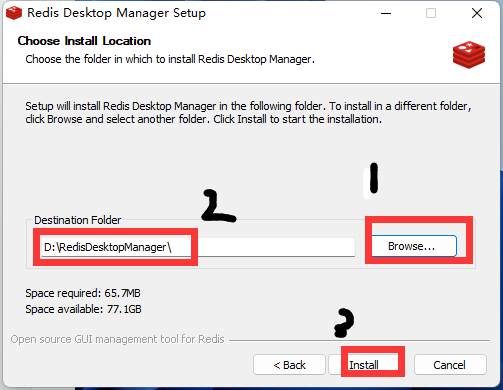 Redis Desktop Manager Setup
Choose Install Location
Choose the folder in which to install Redis Desktop Manager.
Setup will install Redis Desktop Manager in the following folder. To install in a different folder,
click Browse and select another folder. Click Install to start the installation.
1
2
Destination Folder
D:\RedisDesktopManager\
Browse...
Space required: 65.7MB
Space available: 77.1GB
Open source GUI management tool for Redis
< Back
Install
Cancel